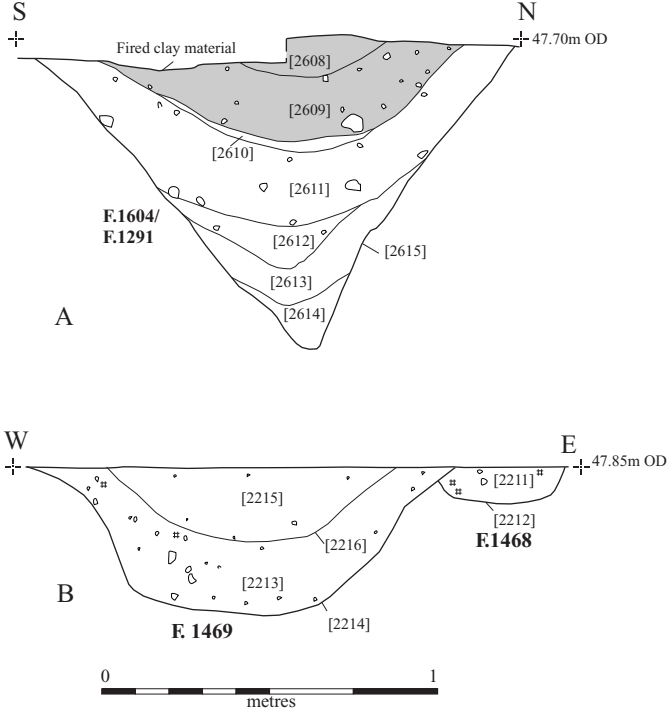 S
N
Fired clay material
47.70m OD
[2608]
[2609]
[2610]
[2611]
F.1604/
F.1291
[2612]
[2615]
[2613]
[2614]
A
W
E
47.85m OD
[2211]
[2215]
[2212]
[2216]
F.1468
[2213]
B
[2214]
F. 1469
0
1
metres